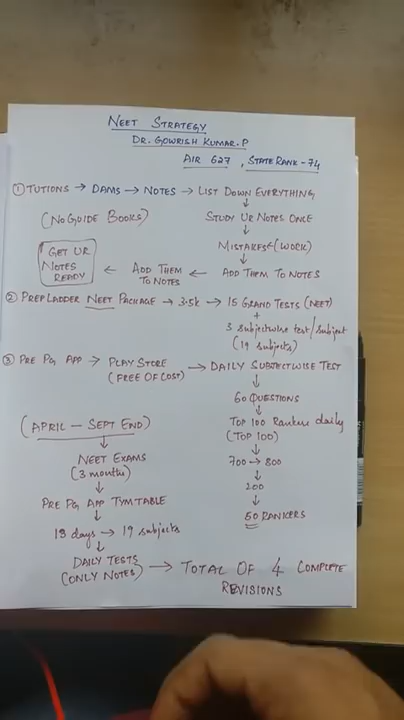 NEET STRATEGY
DR. GOWRISH KUMAR.P
AIR 627, STATE RANK - 74
① TUTIONS → DAMS → NOTES → LIST DOWN EVERYTHING
↓
(NO GUIDE BOOKS) STUDY UR NOTES ONCE
↓
MISTAKES ← (WORK)
↓
GET UR NOTES READY ← ADD THEM TO NOTES ← ADD THEM TO NOTES
② PREPLADDER NEET PACKAGE → 3.5k → 15 GRAND TESTS (NEET)
+
3 subjectwise test/subject
(19 subjects)
③ PRE PG APP → PLAY STORE → DAILY SUBJECTWISE TEST
(FREE OF COST)
↓
60 QUESTIONS
↓
TOP 100 Rankers daily
(TOP 100)
↓
700 → 800
↓
200
↓
50 RANKERS
(APRIL - SEPT END)
↓
NEET EXAMS
(3 months)
↓
PRE PG APP TYMTABLE
↓
18 days → 19 subjects
↓
DAILY TESTS → TOTAL OF 4 COMPLETE
(ONLY NOTES) REVISIONS